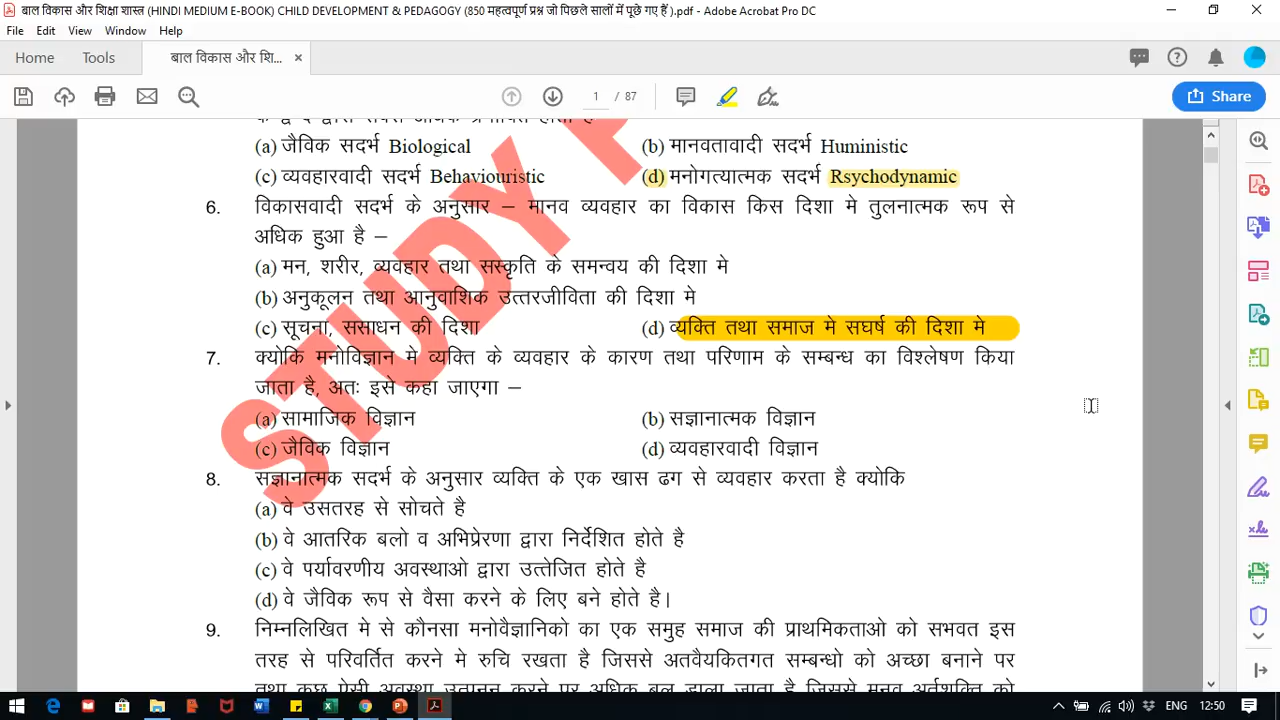 बाल विकास और शिक्षा शास्त्र (HINDI MEDIUM E-BOOK) CHILD DEVELOPMENT & PEDAGOGY (850 महत्वपूर्ण प्रश्न जो पिछले सालों में पूछे गए हैं ).pdf - Adobe Acrobat Pro DC
File Edit View Window Help
Home Tools बाल विकास और शि... ×
1 / 87 Share
(a) जैविक सदर्भ Biological (b) मानवतावादी सदर्भ Huministic
(c) व्यवहारवादी सदर्भ Behaviouristic (d) मनोगत्यात्मक सदर्भ Rsychodynamic
6. विकासवादी सदर्भ के अनुसार – मानव व्यवहार का विकास किस दिशा मे तुलनात्मक रूप से
अधिक हुआ है –
(a) मन, शरीर, व्यवहार तथा सस्कृति के समन्वय की दिशा मे
(b) अनुकूलन तथा आनुवाशिक उत्तरजीविता की दिशा मे
(c) सूचना, ससाधन की दिशा (d) व्यक्ति तथा समाज मे सघर्ष की दिशा मे
7. क्योकि मनोविज्ञान मे व्यक्ति के व्यवहार के कारण तथा परिणाम के सम्बन्ध का विश्लेषण किया
जाता है, अतः इसे कहा जाएगा –
(a) सामाजिक विज्ञान (b) सज्ञानात्मक विज्ञान
(c) जैविक विज्ञान (d) व्यवहारवादी विज्ञान
8. सज्ञानात्मक सदर्भ के अनुसार व्यक्ति के एक खास ढग से व्यवहार करता है क्योकि
(a) वे उसतरह से सोचते है
(b) वे आतरिक बलो व अभिप्रेरणा द्वारा निर्देशित होते है
(c) वे पर्यावरणीय अवस्थाओ द्वारा उत्तेजित होते है
(d) वे जैविक रूप से वैसा करने के लिए बने होते है।
9. निम्नलिखित मे से कौनसा मनोवैज्ञानिको का एक समुह समाज की प्राथमिकताओ को सभवत इस
तरह से परिवर्तित करने मे रुचि रखता है जिससे अतवैयकितगत सम्बन्धो को अच्छा बनाने पर
STUDY
ENG 12:50